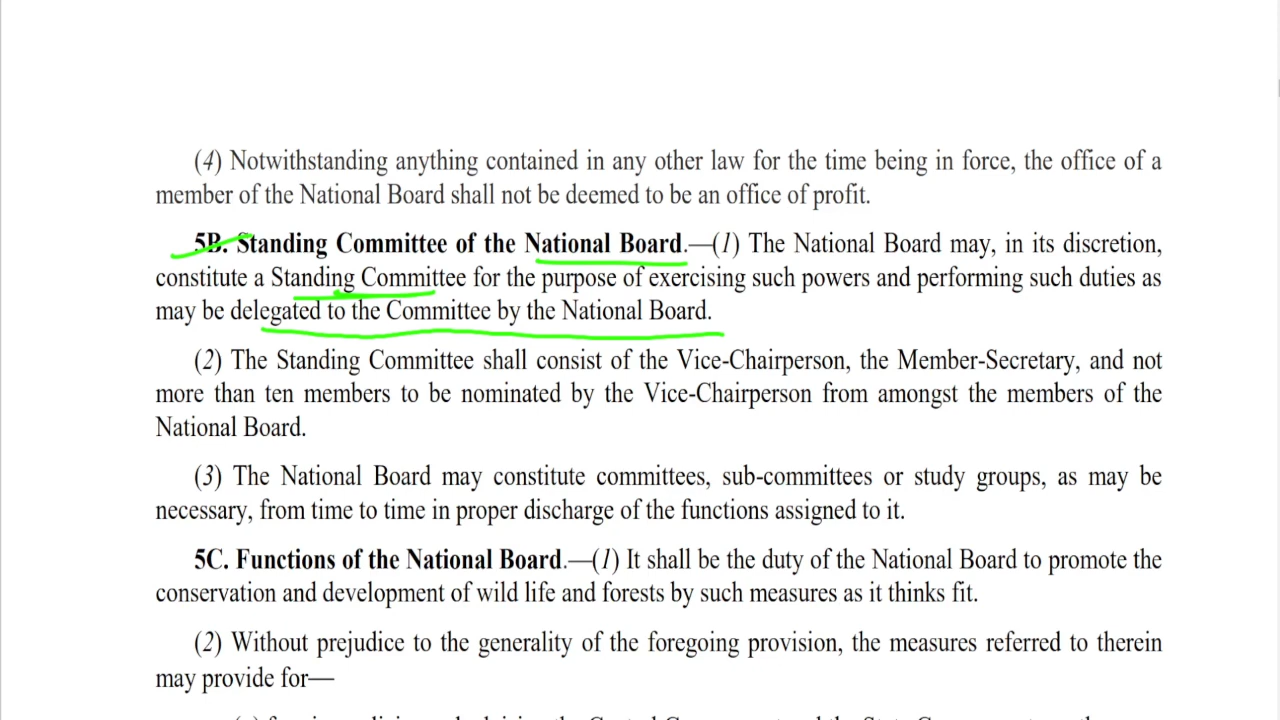 (4) Notwithstanding anything contained in any other law for the time being in force, the office of a
member of the National Board shall not be deemed to be an office of profit.
5B. Standing Committee of the National Board.—(1) The National Board may, in its discretion,
constitute a Standing Committee for the purpose of exercising such powers and performing such duties as
may be delegated to the Committee by the National Board.
(2) The Standing Committee shall consist of the Vice-Chairperson, the Member-Secretary, and not
more than ten members to be nominated by the Vice-Chairperson from amongst the members of the
National Board.
(3) The National Board may constitute committees, sub-committees or study groups, as may be
necessary, from time to time in proper discharge of the functions assigned to it.
5C. Functions of the National Board.—(1) It shall be the duty of the National Board to promote the
conservation and development of wild life and forests by such measures as it thinks fit.
(2) Without prejudice to the generality of the foregoing provision, the measures referred to therein
may provide for—